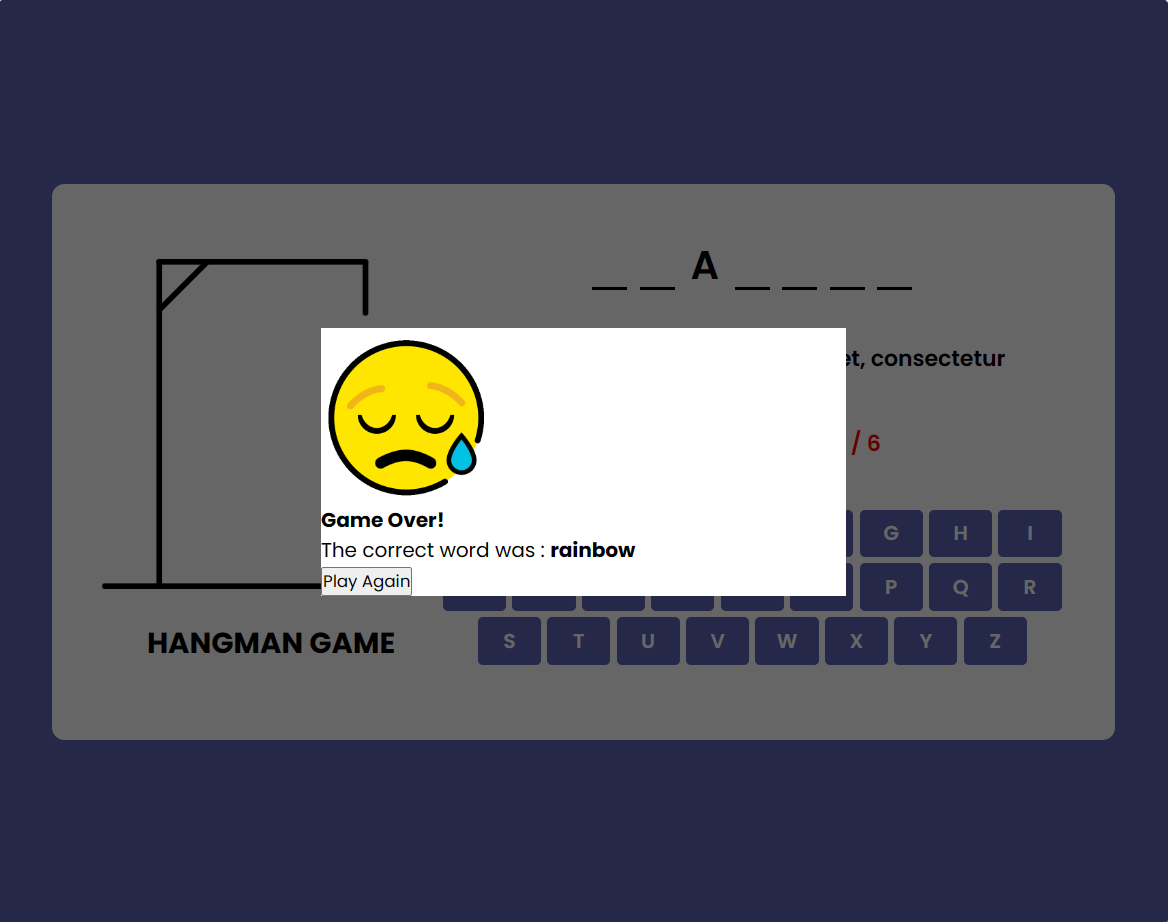 A
et, consectetur
/ 6
Game Over!
The correct word was : rainbow
Play Again
G H I
P Q R
S T U V W X Y Z
HANGMAN GAME